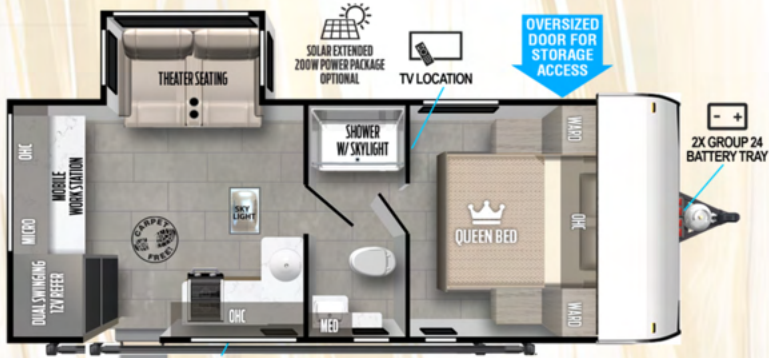 SOLAR EXTENDED
200W POWER PACKAGE
OPTIONAL
TV LOCATION
OVERSIZED
DOOR FOR
STORAGE
ACCESS
2X GROUP 24
BATTERY TRAY
THEATER SEATING
SHOWER
W/ SKYLIGHT
WARD
OHC
MOBILE
WORK STATION
MICRO
SKY
LIGHT
CARPET
FREE!
QUEEN BED
OHC
DUAL SWINGING
12V REFER
OHC
MED
WARD